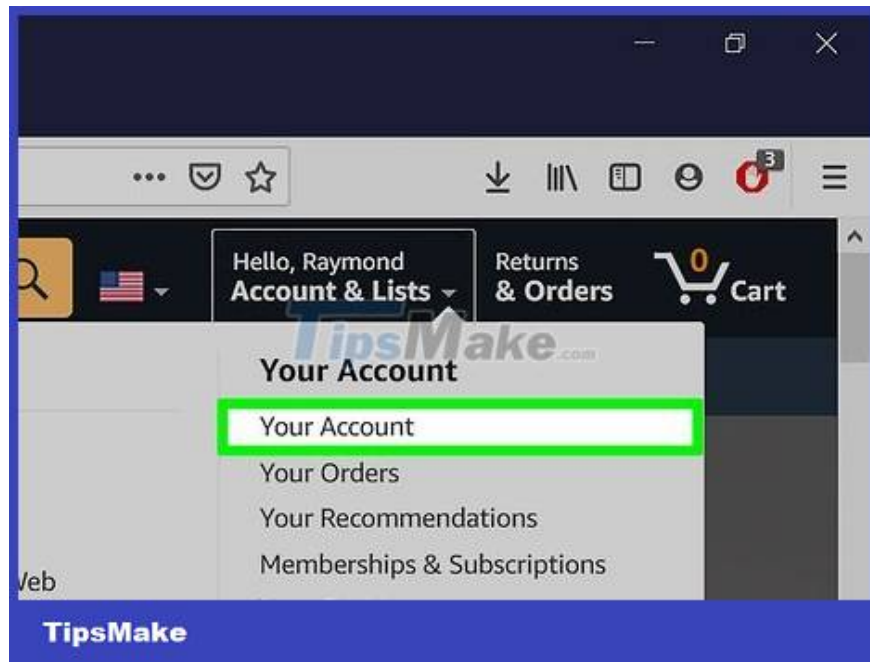 3
Hello, Raymond
Account & Lists
Returns
& Orders
0
Cart
TipsMake.com
Your Account
Your Account
Your Orders
Your Recommendations
Memberships & Subscriptions
Web
TipsMake